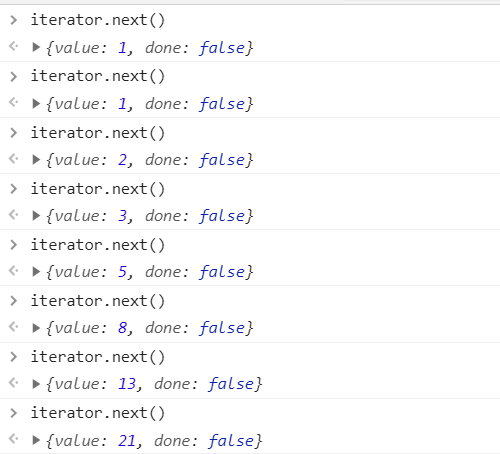 iterator.next()
{value: 1, done: false}
iterator.next()
{value: 1, done: false}
iterator.next()
{value: 2, done: false}
iterator.next()
{value: 3, done: false}
iterator.next()
{value: 5, done: false}
iterator.next()
{value: 8, done: false}
iterator.next()
{value: 13, done: false}
iterator.next()
{value: 21, done: false}